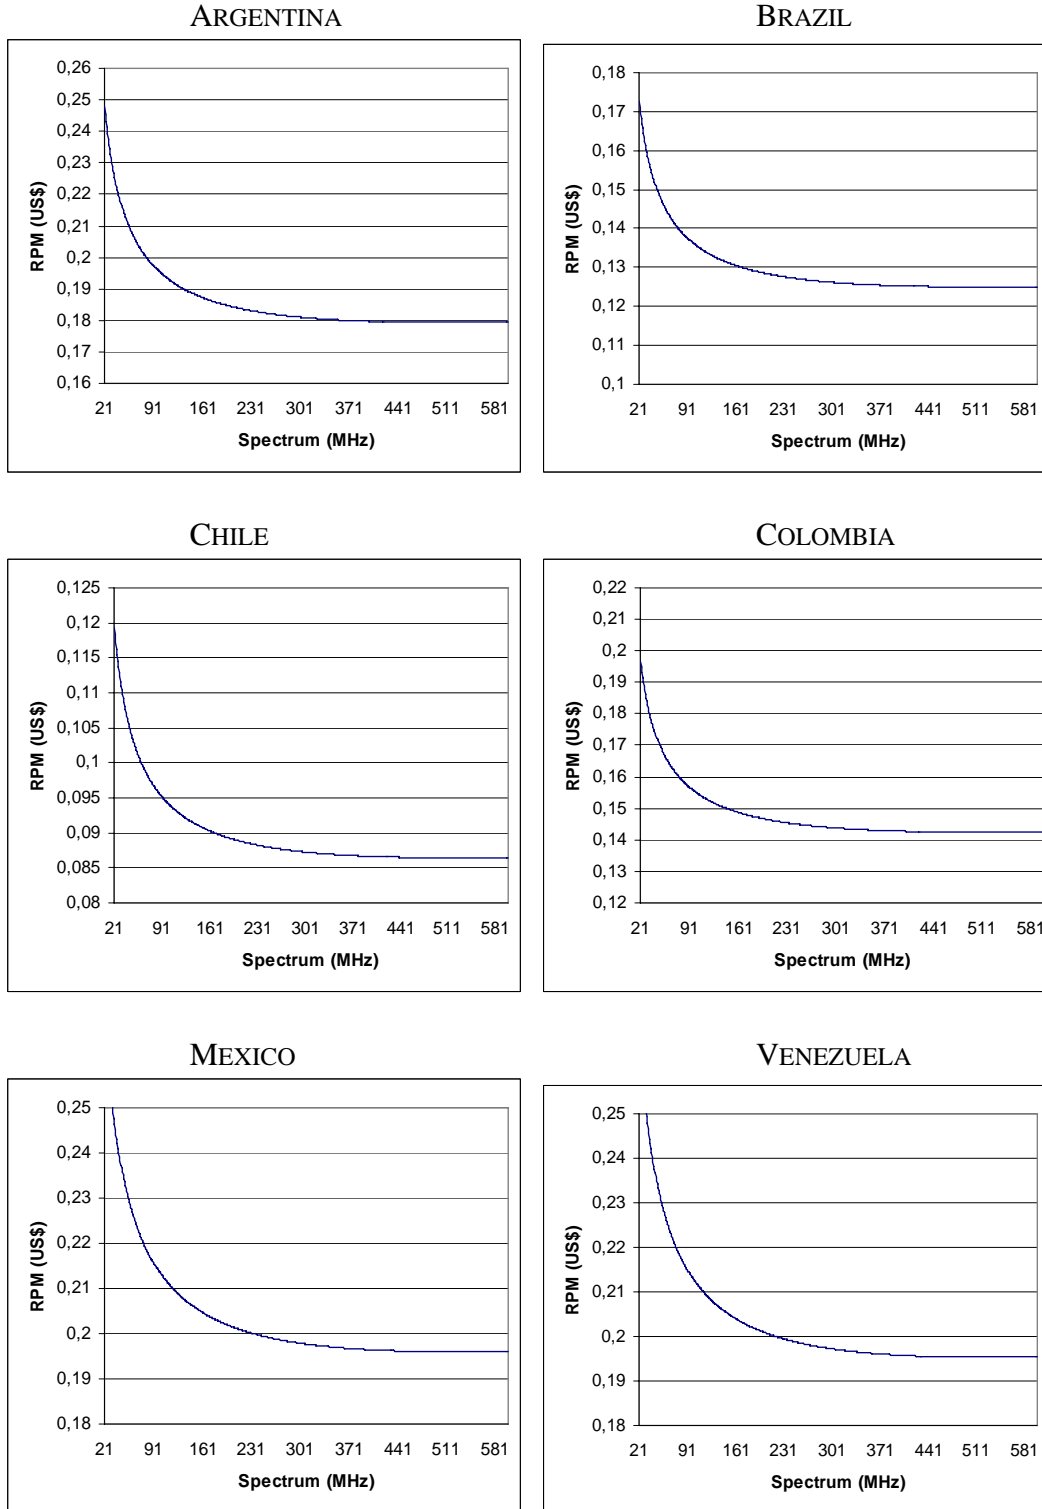 ARGENTINA
0,26
0,25
0,24
0,23
0,22
0,21
0,2
0,19
0,18
0,17
0,16
RPM (US$)
21 91 161 231 301 371 441 511 581
Spectrum (MHz)
BRAZIL
0,18
0,17
0,16
0,15
0,14
0,13
0,12
0,11
0,1
RPM (US$)
21 91 161 231 301 371 441 511 581
Spectrum (MHz)
CHILE
0,125
0,12
0,115
0,11
0,105
0,1
0,095
0,09
0,085
0,08
RPM (US$)
21 91 161 231 301 371 441 511 581
Spectrum (MHz)
COLOMBIA
0,22
0,21
0,2
0,19
0,18
0,17
0,16
0,15
0,14
0,13
0,12
RPM (US$)
21 91 161 231 301 371 441 511 581
Spectrum (MHz)
MEXICO
0,25
0,24
0,23
0,22
0,21
0,2
0,19
0,18
RPM (US$)
21 91 161 231 301 371 441 511 581
Spectrum (MHz)
VENEZUELA
0,25
0,24
0,23
0,22
0,21
0,2
0,19
0,18
RPM (US$)
21 91 161 231 301 371 441 511 581
Spectrum (MHz)